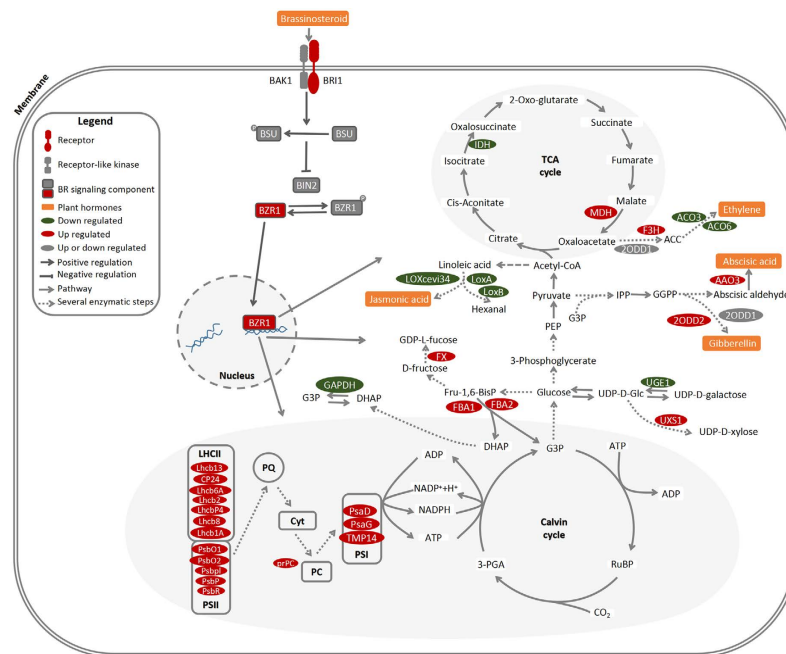 Brassinosteroid
Membrane
BAK1
BRI1
Legend
Receptor
Receptor-like kinase
BR signaling component
Plant hormones
Down regulated
Up regulated
Up or down regulated
Positive regulation
Negative regulation
Pathway
Several enzymatic steps
P
BSU
BSU
BIN2
BZR1
BZR1
P
BZR1
Nucleus
2-Oxo-glutarate
Oxalosuccinate
Succinate
IDH
Isocitrate
TCA
cycle
Fumarate
Cis-Aconitate
Malate
MDH
Citrate
Oxaloacetate
F3H
2ODD1
ACC
ACO3
ACO6
Ethylene
Linoleic acid
Acetyl-CoA
LOXcevi34
LoxA
LoxB
Jasmonic acid
Hexanal
Pyruvate
IPP
GGPP
G3P
Abscisic acid
AAO3
Abscisic aldehyde
2ODD2
2ODD1
Gibberellin
PEP
GDP-L-fucose
FX
D-fructose
3-Phosphoglycerate
GAPDH
G3P
DHAP
Fru-1,6-BisP
FBA1
FBA2
Glucose
UDP-D-Glc
UGE1
UDP-D-galactose
UXS1
UDP-D-xylose
DHAP
G3P
ATP
ADP
LHCII
Lhcb13
CP24
Lhcb6A
Lhcb2
LhcbP4
Lhcb8
Lhcb1A
PsbO1
PsbO2
PsbpI
PsbP
PsbR
PSII
PQ
Cyt
prPC
PC
PsaD
PsaG
TMP14
PSI
ADP
NADP⁺+H⁺
NADPH
ATP
Calvin
cycle
3-PGA
RuBP
CO₂